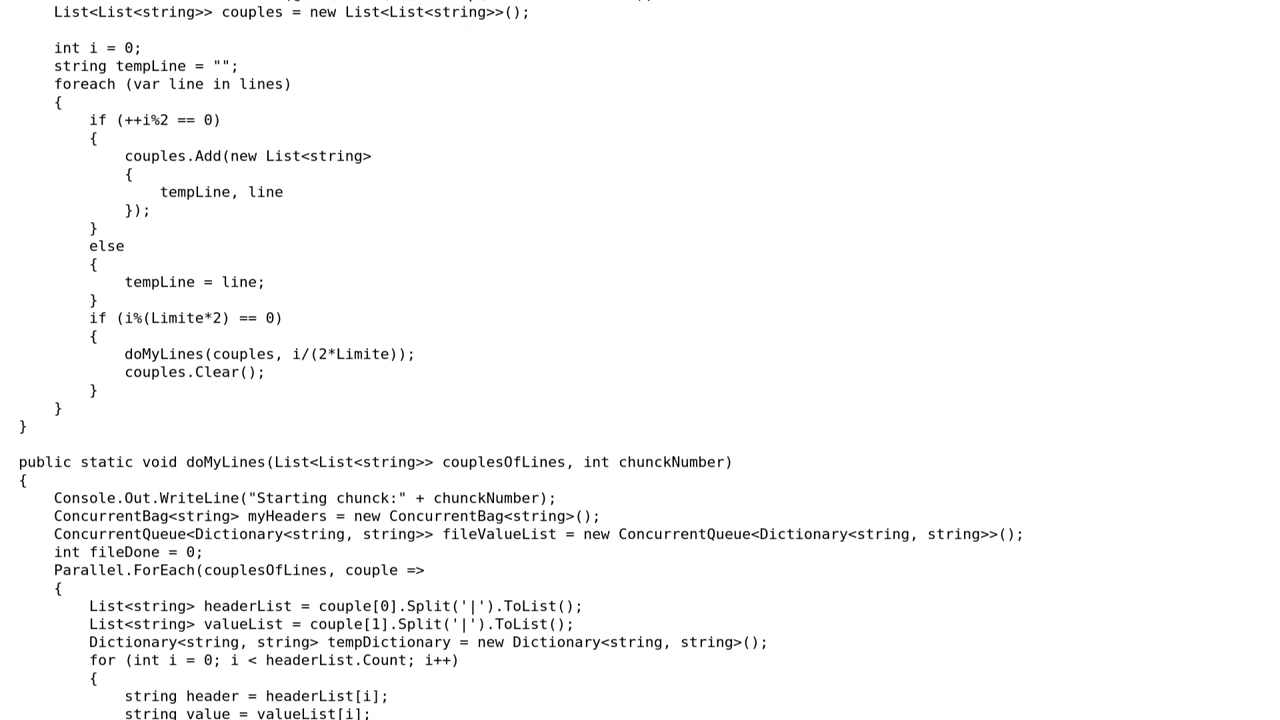 List<List<string>> couples = new List<List<string>>();
int i = 0;
string tempLine = "";
foreach (var line in lines)
{
if (++i%2 == 0)
{
couples.Add(new List<string>
{
tempLine, line
});
}
else
{
tempLine = line;
}
if (i%(Limite*2) == 0)
{
doMyLines(couples, i/(2*Limite));
couples.Clear();
}
}
}
public static void doMyLines(List<List<string>> couplesOfLines, int chunckNumber)
{
Console.Out.WriteLine("Starting chunck:" + chunckNumber);
ConcurrentBag<string> myHeaders = new ConcurrentBag<string>();
ConcurrentQueue<Dictionary<string, string>> fileValueList = new ConcurrentQueue<Dictionary<string, string>>();
int fileDone = 0;
Parallel.ForEach(couplesOfLines, couple =>
{
List<string> headerList = couple[0].Split('|').ToList();
List<string> valueList = couple[1].Split('|').ToList();
Dictionary<string, string> tempDictionary = new Dictionary<string, string>();
for (int i = 0; i < headerList.Count; i++)
{
string header = headerList[i];
string value = valueList[i];